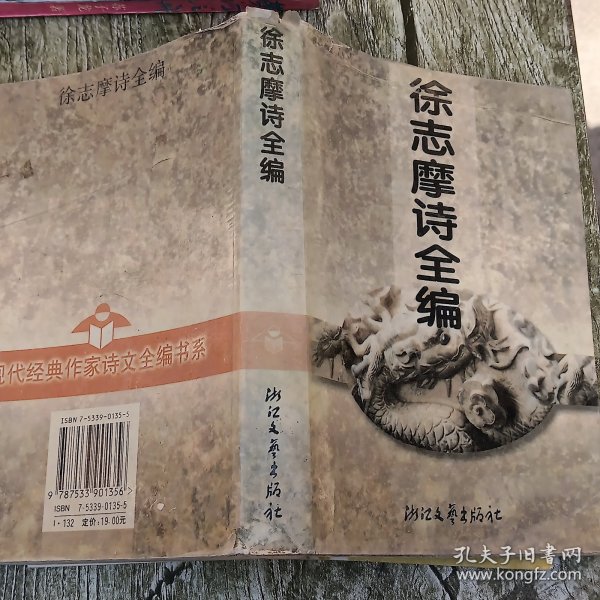 徐志摩诗全编
现代经典作家诗文全编书系
ISBN 7-5339-0135-5
9 787533 901356 >
ISBN 7-5339-0135-5
I·132 定价:19.00元
徐志摩诗全编
浙江文艺出版社
徐志摩诗全编
浙江文艺出版社
孔夫子旧书网
www.kongfz.com